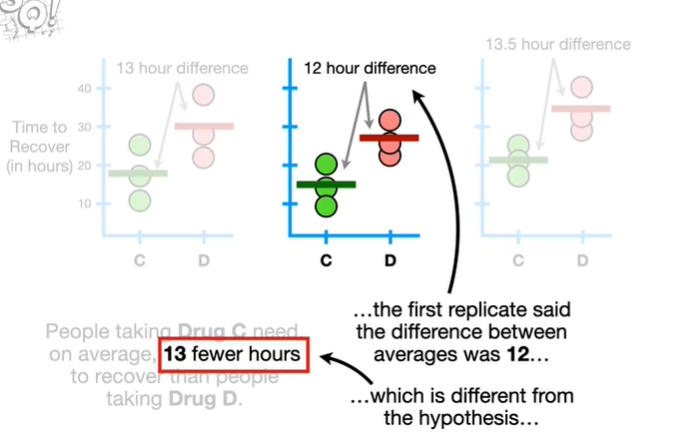 SQ!
13 hour difference
12 hour difference
13.5 hour difference
Time to
Recover
(in hours)
40
30
20
10
C D
C D
C D
People taking Drug C need,
on average, 13 fewer hours
to recover than people
taking Drug D.
…the first replicate said
the difference between
averages was 12…
…which is different from
the hypothesis…